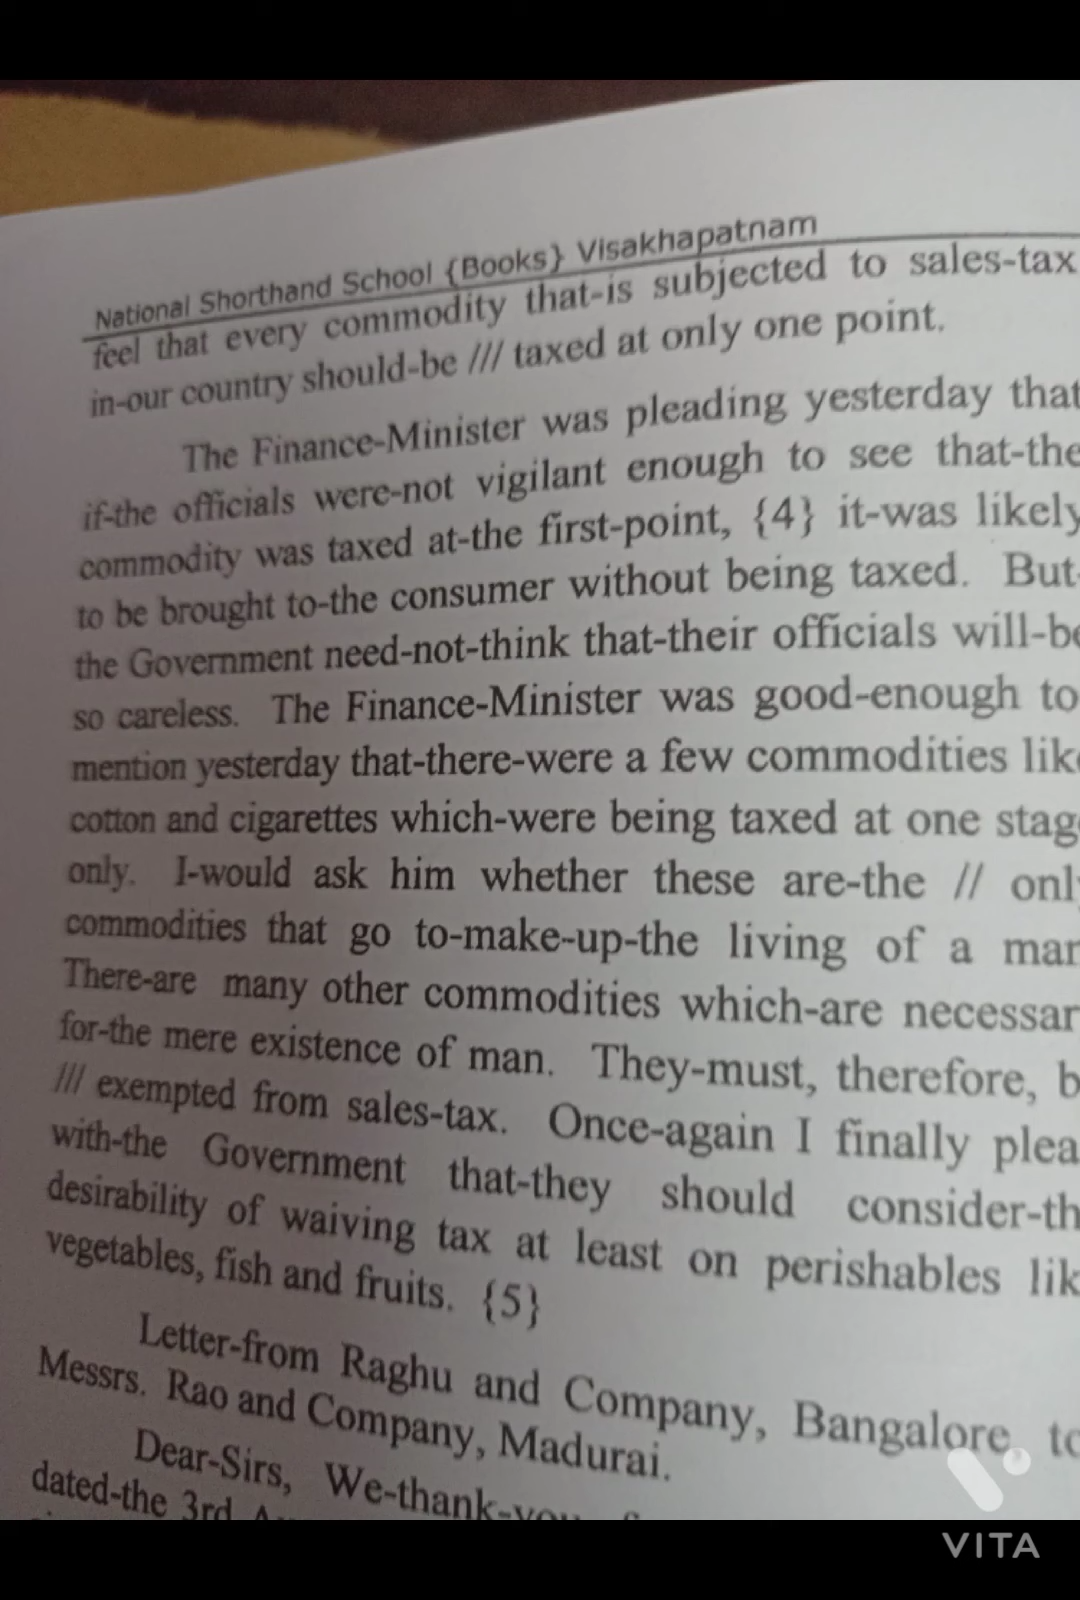 National Shorthand School {Books} Visakhapatnam
feel that every commodity that-is subjected to sales-tax
in-our country should-be /// taxed at only one point.
The Finance-Minister was pleading yesterday that
if-the officials were-not vigilant enough to see that-the
commodity was taxed at-the first-point, {4} it-was likely
to be brought to-the consumer without being taxed. But-
the Government need-not-think that-their officials will-be
so careless. The Finance-Minister was good-enough to
mention yesterday that-there-were a few commodities like
cotton and cigarettes which-were being taxed at one stage
only. I-would ask him whether these are-the // only
commodities that go to-make-up-the living of a man
There-are many other commodities which-are necessar
for-the mere existence of man. They-must, therefore, b
/// exempted from sales-tax. Once-again I finally plea
with-the Government that-they should consider-th
desirability of waiving tax at least on perishables lik
vegetables, fish and fruits. {5}
Letter-from Raghu and Company, Bangalore, to
Messrs. Rao and Company, Madurai.
Dear-Sirs, We-thank-you
dated-the 3rd
VITA